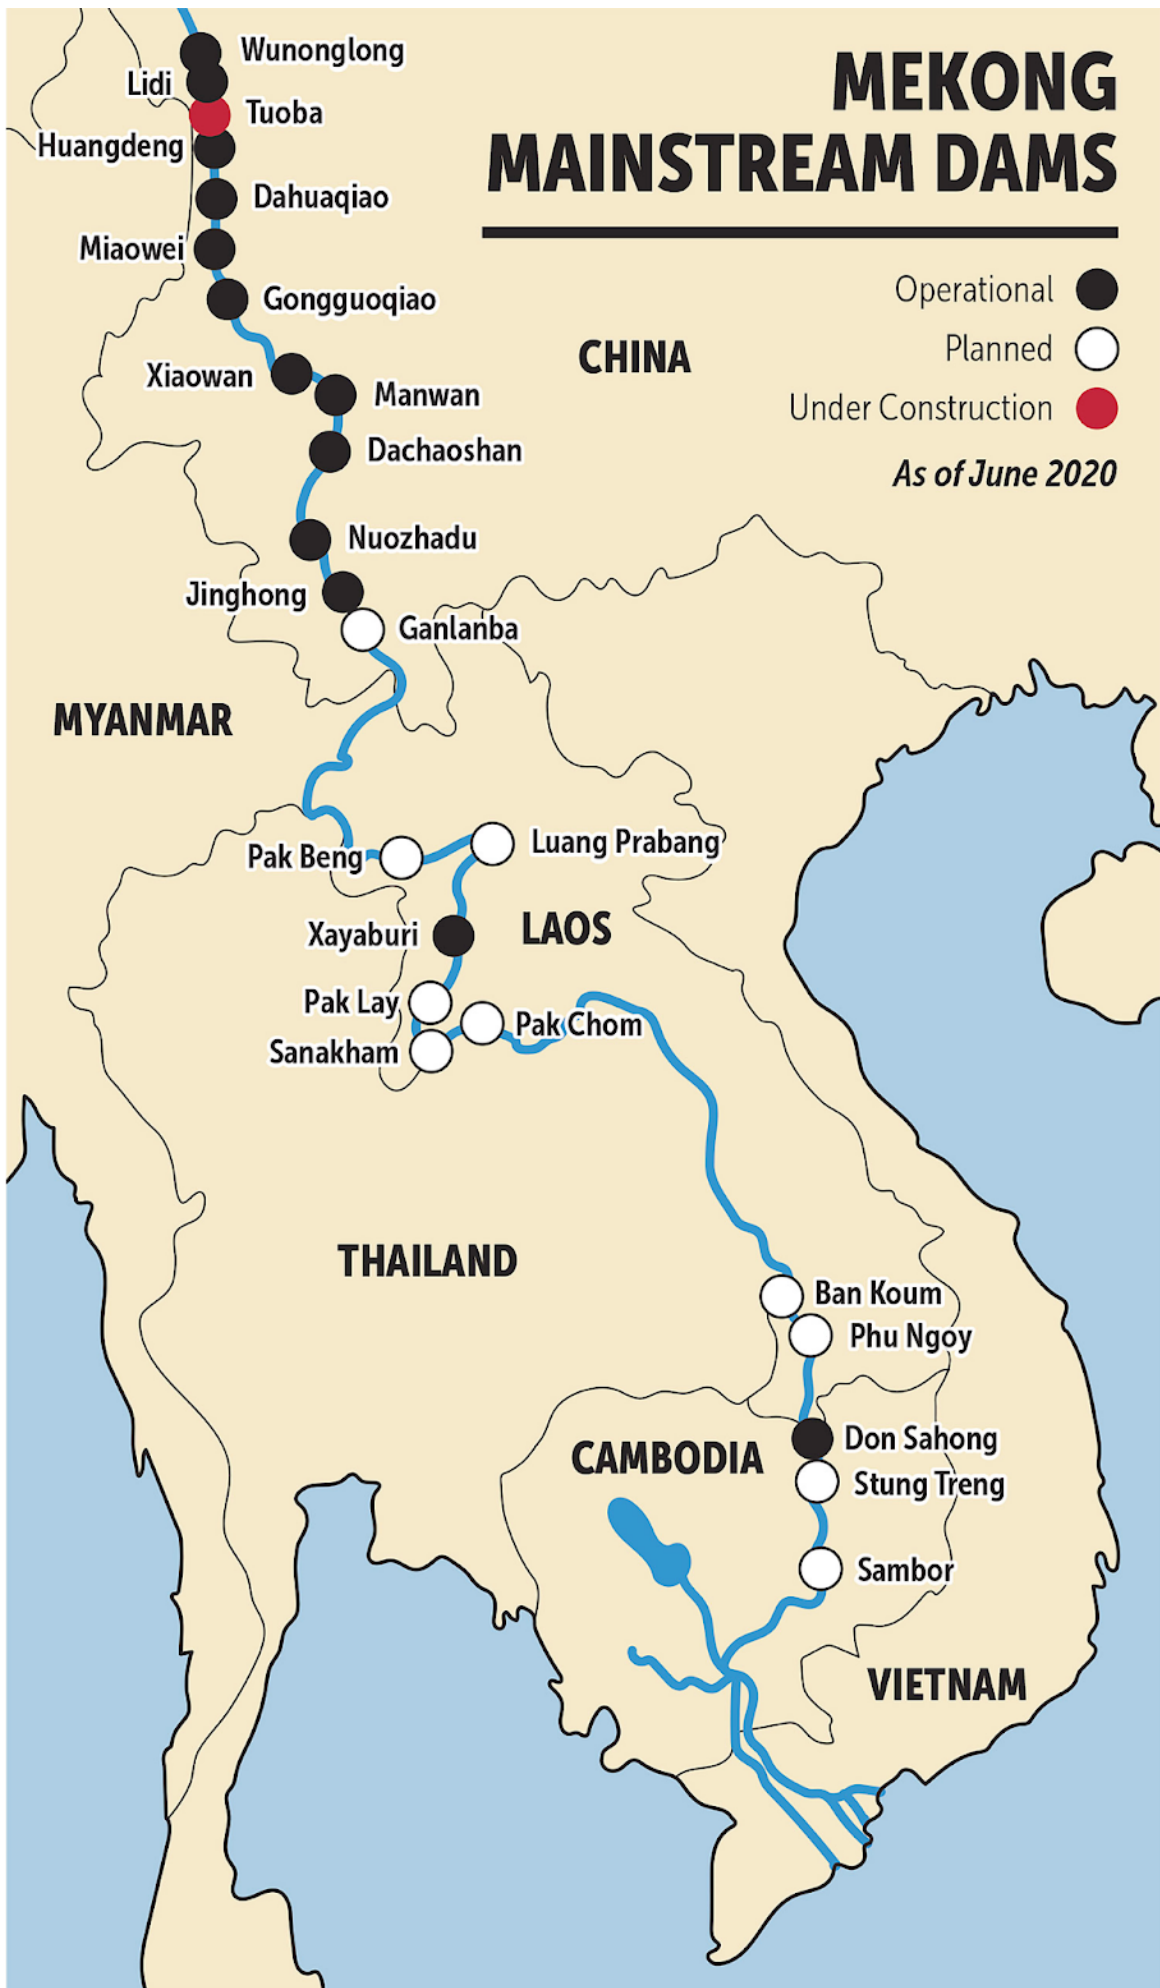 MEKONG
MAINSTREAM DAMS
Operational
Planned
Under Construction
As of June 2020
Wunonglong
Lidi
Tuoba
Huangdeng
Dahuaqiao
Miaowei
Gongguoqiao
CHINA
Xiaowan
Manwan
Dachaoshan
Nuozhadu
Jinghong
Ganlanba
MYANMAR
Pak Beng
Luang Prabang
Xayaburi
LAOS
Pak Lay
Pak Chom
Sanakham
THAILAND
Ban Koum
Phu Ngoy
Don Sahong
CAMBODIA
Stung Treng
Sambor
VIETNAM